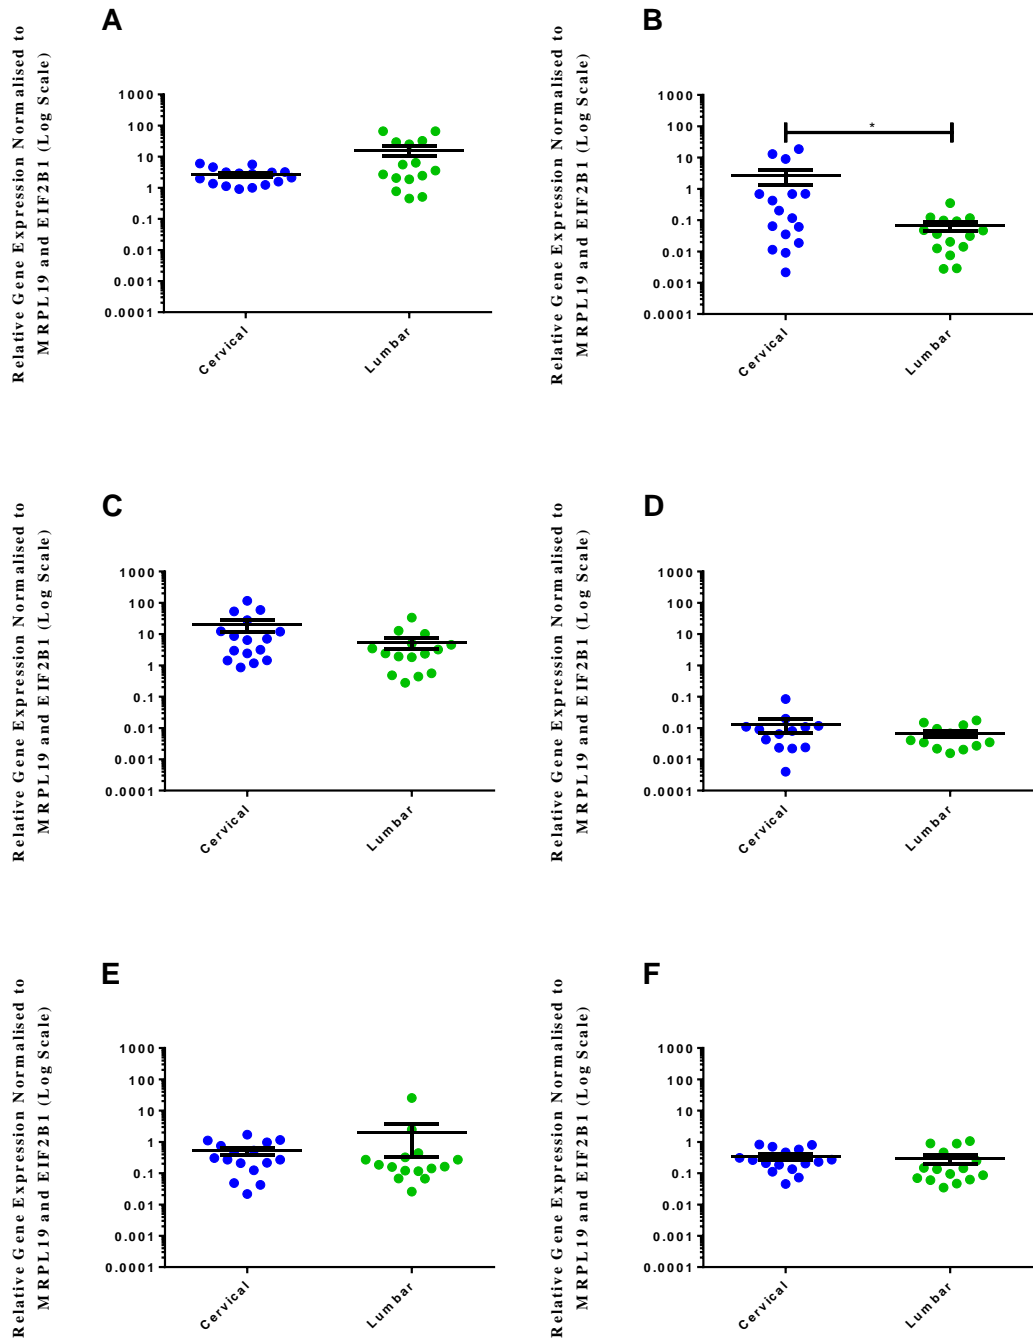 A
Relative Gene Expression Normalised to
MRPL19 and EIF2B1 (Log Scale)
1000
100
10
1
0.1
0.01
0.001
0.0001
Cervical
Lumbar
B
Relative Gene Expression Normalised to
MRPL19 and EIF2B1 (Log Scale)
1000
100
10
1
0.1
0.01
0.001
0.0001
*
Cervical
Lumbar
C
Relative Gene Expression Normalised to
MRPL19 and EIF2B1 (Log Scale)
1000
100
10
1
0.1
0.01
0.001
0.0001
Cervical
Lumbar
D
Relative Gene Expression Normalised to
MRPL19 and EIF2B1 (Log Scale)
1000
100
10
1
0.1
0.01
0.001
0.0001
Cervical
Lumbar
E
Relative Gene Expression Normalised to
MRPL19 and EIF2B1 (Log Scale)
1000
100
10
1
0.1
0.01
0.001
0.0001
Cervical
Lumbar
F
Relative Gene Expression Normalised to
MRPL19 and EIF2B1 (Log Scale)
1000
100
10
1
0.1
0.01
0.001
0.0001
Cervical
Lumbar